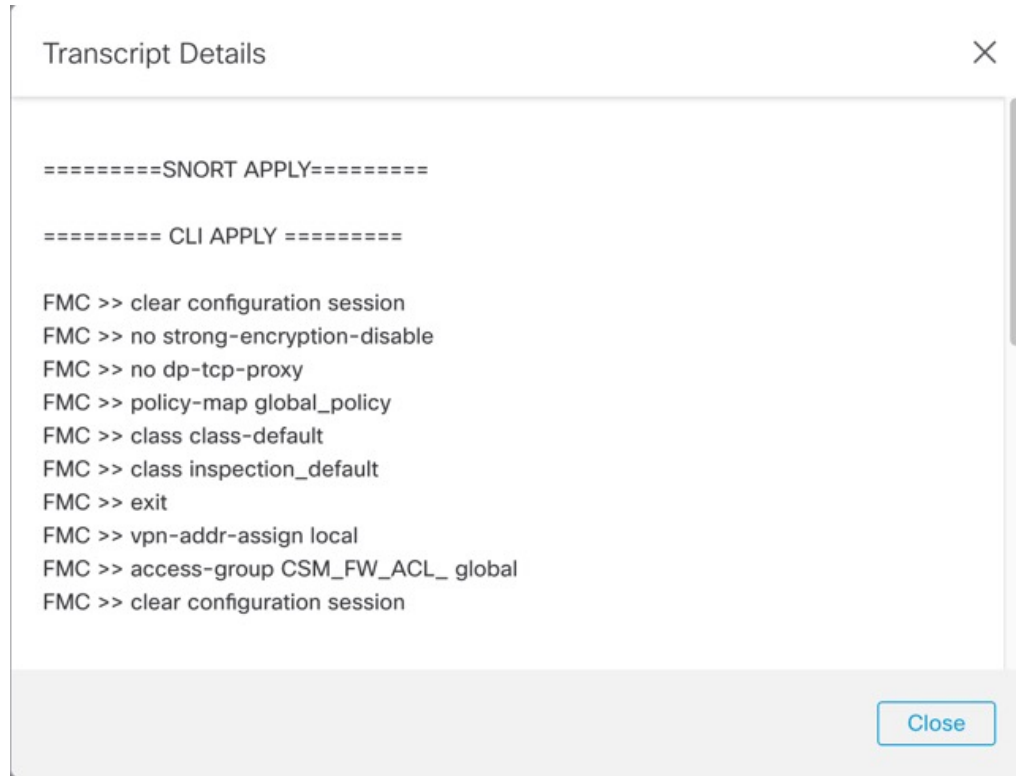 Transcript Details
=========SNORT APPLY=========
========= CLI APPLY =========
FMC >> clear configuration session
FMC >> no strong-encryption-disable
FMC >> no dp-tcp-proxy
FMC >> policy-map global_policy
FMC >> class class-default
FMC >> class inspection_default
FMC >> exit
FMC >> vpn-addr-assign local
FMC >> access-group CSM_FW_ACL_ global
FMC >> clear configuration session
Close